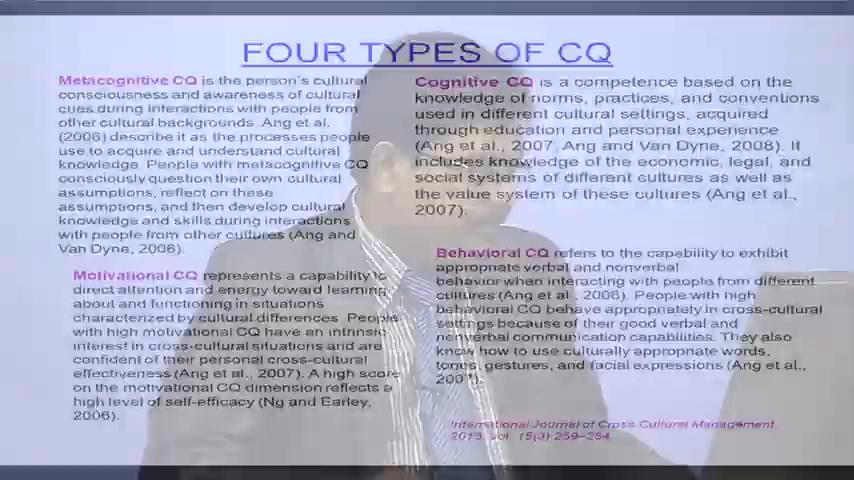 FOUR TYPES OF CQ
Metacognitive CQ is the person's cultural
consciousness and awareness of cultural
cues during interactions with people from
other cultural backgrounds. Ang et al.
(2006) describe it as the processes people
use to acquire and understand cultural
knowledge. People with metacognitive CQ
consciously question their own cultural
assumptions, reflect on these
assumptions, and then develop cultural
knowledge and skills during interactions
with people from other cultures (Ang and
Van Dyne, 2006).
Motivational CQ represents a capability to
direct attention and energy toward learning
about and functioning in situations
characterized by cultural differences. People
with high motivational CQ have an intrinsic
interest in cross-cultural situations and are
confident of their personal cross-cultural
effectiveness (Ang et al., 2007). A high score
on the motivational CQ dimension reflects a
high level of self-efficacy (Ng and Earley,
2006).
Cognitive CQ is a competence based on the
knowledge of norms, practices, and conventions
used in different cultural settings, acquired
through education and personal experience
(Ang et al., 2007, Ang and Van Dyne, 2008). It
includes knowledge of the economic, legal, and
social systems of different cultures as well as
the value system of these cultures (Ang et al.,
2007).
Behavioral CQ refers to the capability to exhibit
appropriate verbal and nonverbal
behavior when interacting with people from different
cultures (Ang et al., 2006). People with high
behavioral CQ behave appropriately in cross-cultural
settings because of their good verbal and
nonverbal communication capabilities. They also
know how to use culturally appropriate words,
tones, gestures, and facial expressions (Ang et al.,
2007).
International Journal of Cross Cultural Management
2015, Vol. 15(3) 259–